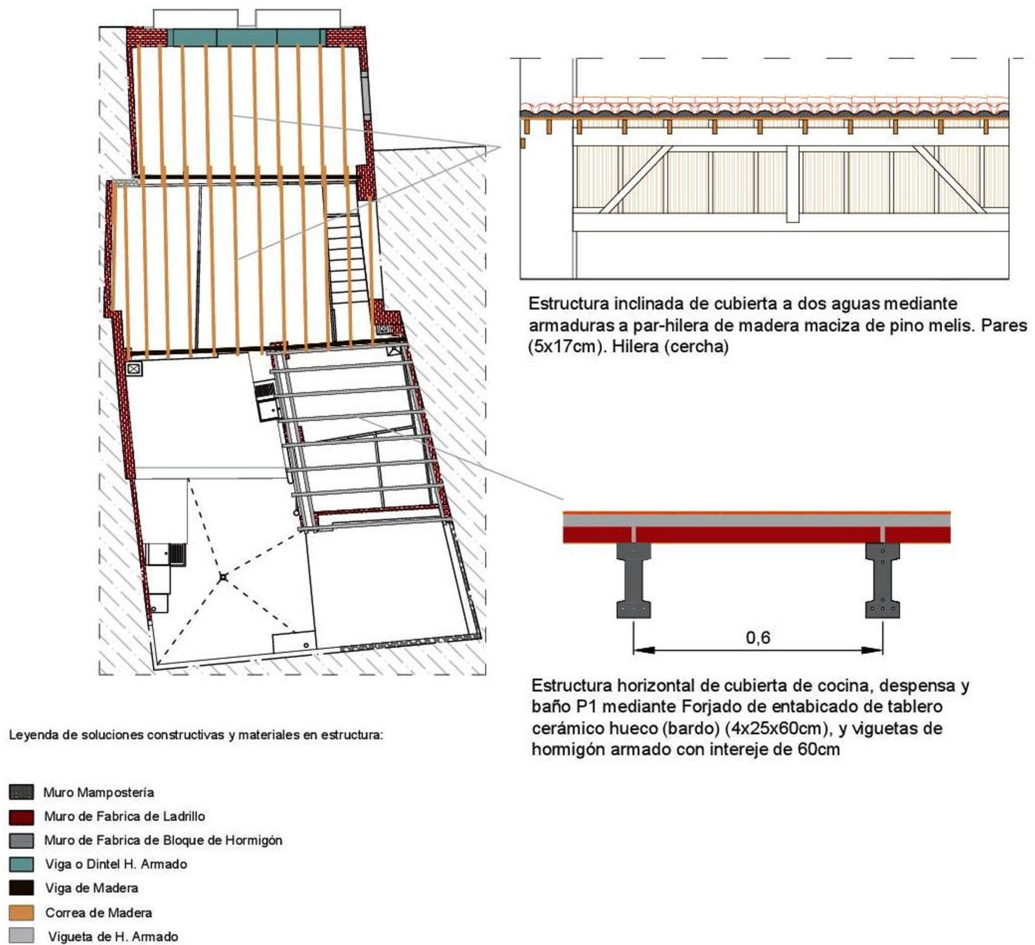 Estructura inclinada de cubierta a dos aguas mediante
armaduras a par-hilera de madera maciza de pino melis. Pares
(5x17cm). Hilera (cercha)
0,6
Estructura horizontal de cubierta de cocina, despensa y
baño P1 mediante Forjado de entabicado de tablero
cerámico hueco (bardo) (4x25x60cm), y viguetas de
hormigón armado con intereje de 60cm
Leyenda de soluciones constructivas y materiales en estructura:
Muro Mampostería
Muro de Fabrica de Ladrillo
Muro de Fabrica de Bloque de Hormigón
Viga o Dintel H. Armado
Viga de Madera
Correa de Madera
Vigueta de H. Armado